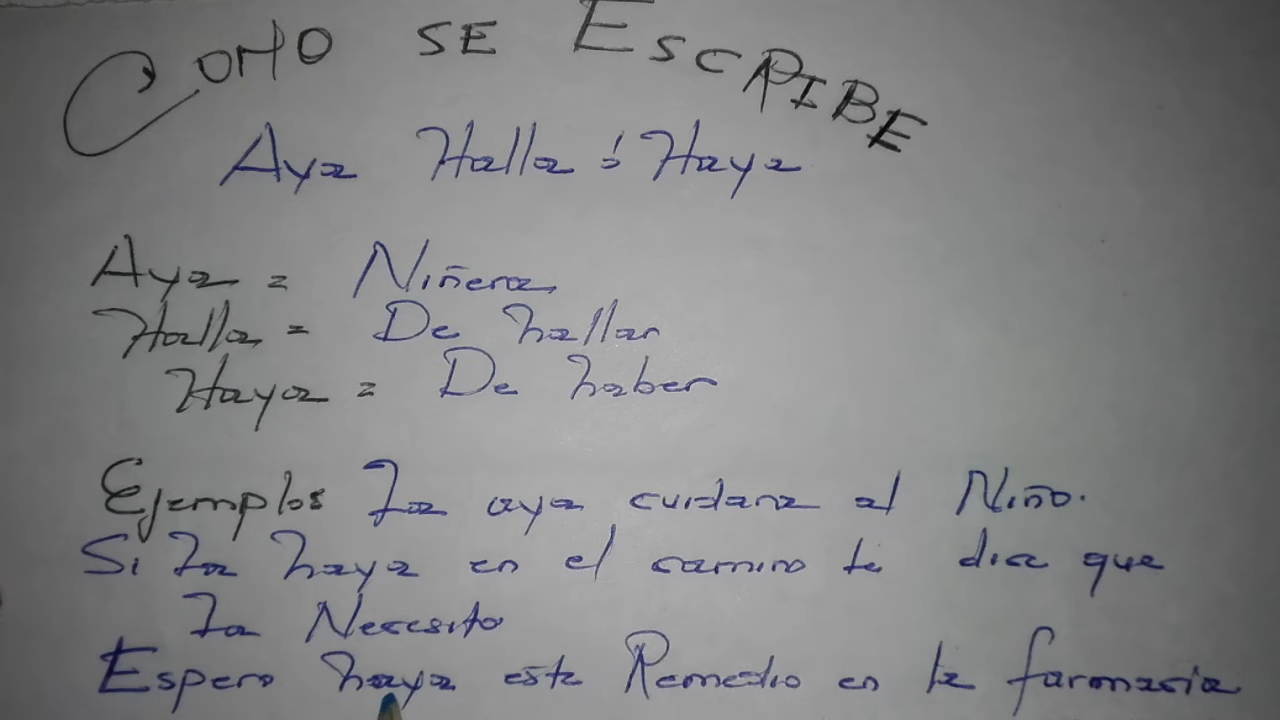 COMO SE ESCRIBE
Aya Halla ó Haya
Aya = Niñera
Halla = De hallar
Haya = De haber
Ejemplos La aya cuidara al Niño.
Si la haya en el camino le dice que
la Necesito
Espero haya este Remedio en la farmacia